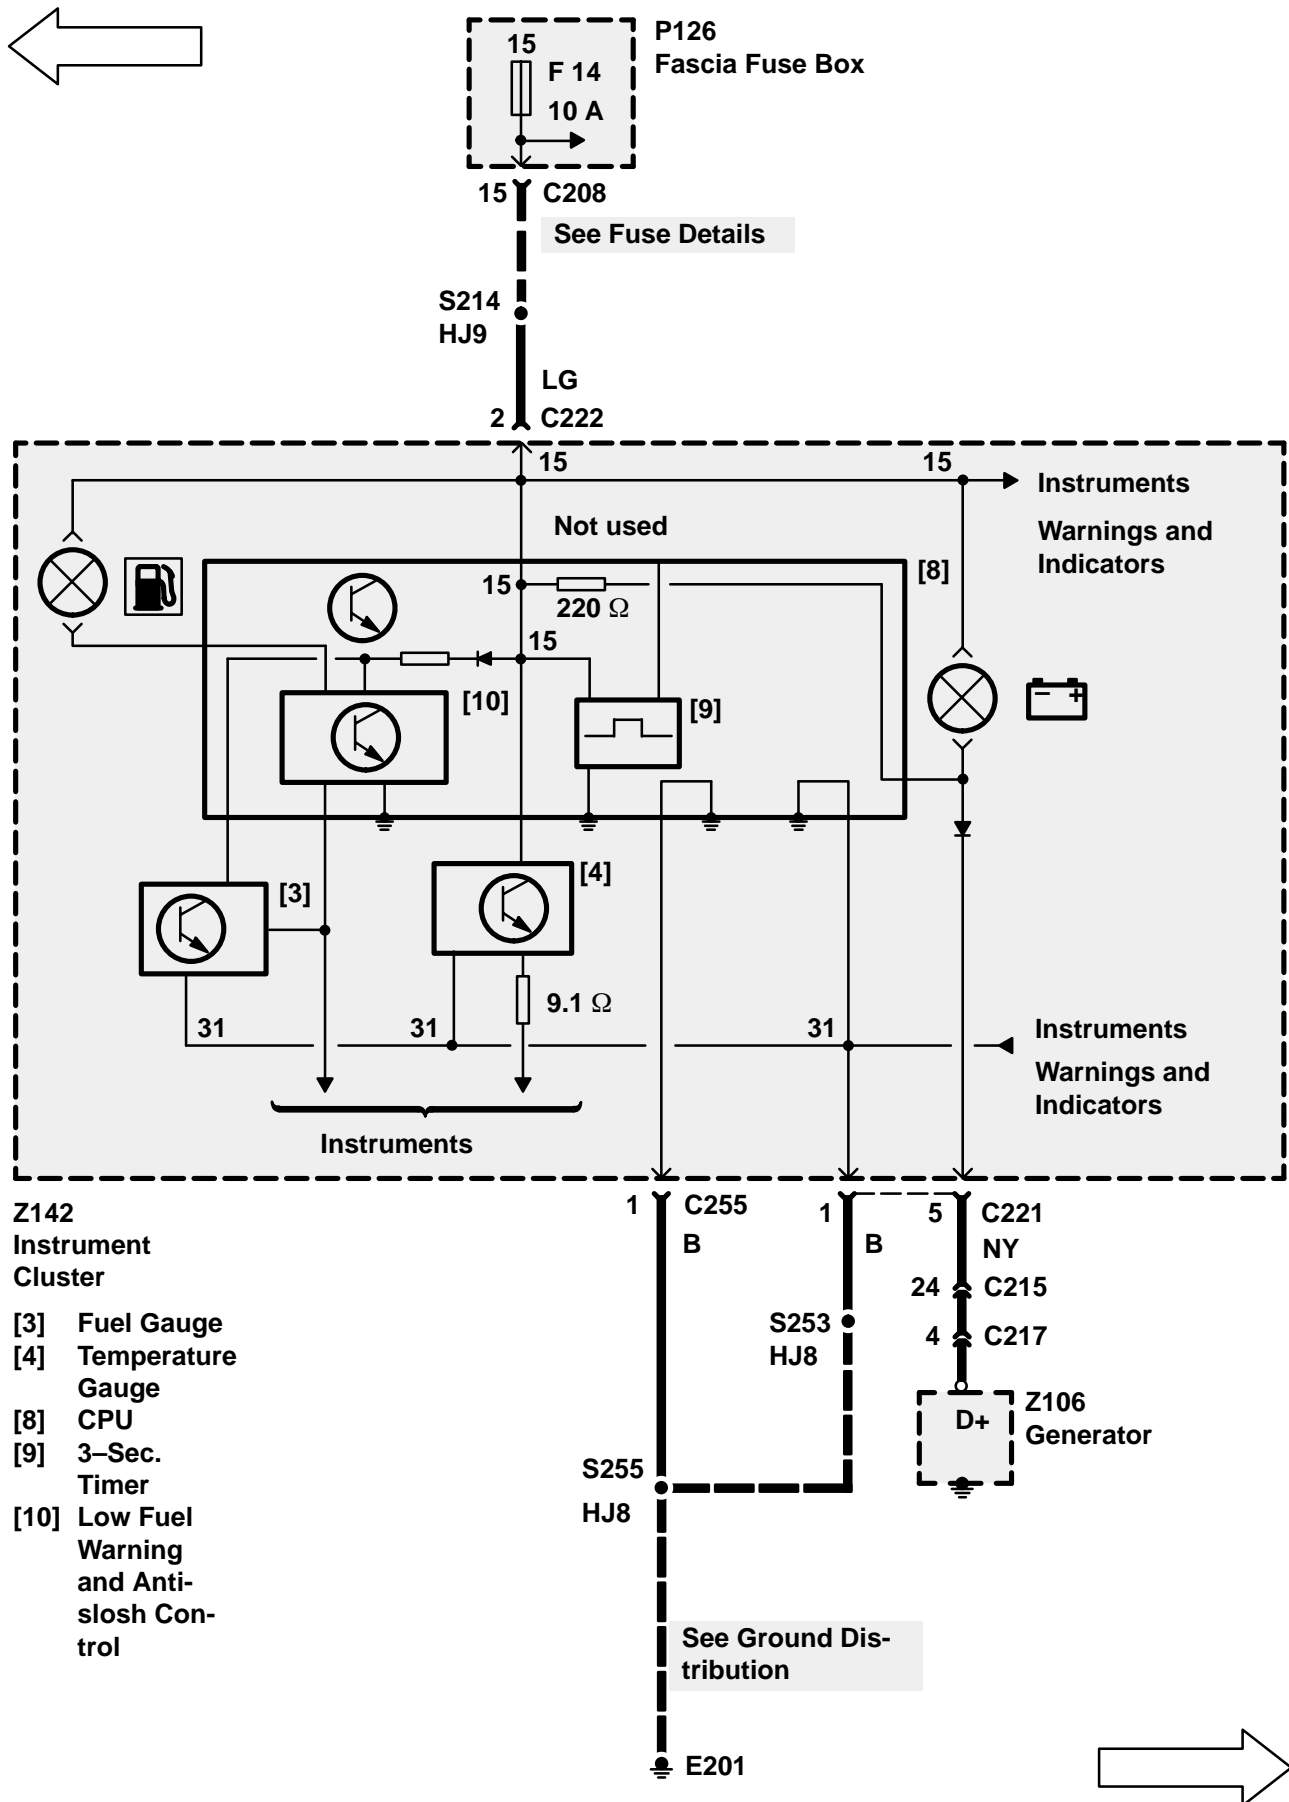 P126
Fascia Fuse Box
15
F 14
10 A
15 C208
See Fuse Details
S214
HJ9
LG
2 C222
15
15
Instruments
Not used
Warnings and
Indicators
[8]
15
220 Ω
15
[10]
[9]
− +
[4]
[3]
9.1 Ω
31
31
31
Instruments
Warnings and
Indicators
Instruments
Z142
Instrument
Cluster
1 C255
B
1
B
5 C221
NY
24 C215
4 C217
S253
HJ8
[3] Fuel Gauge
[4] Temperature
Gauge
[8] CPU
[9] 3–Sec.
Timer
[10] Low Fuel
Warning
and Anti-
slosh Con-
trol
D+
Z106
Generator
S255
HJ8
See Ground Dis-
tribution
E201